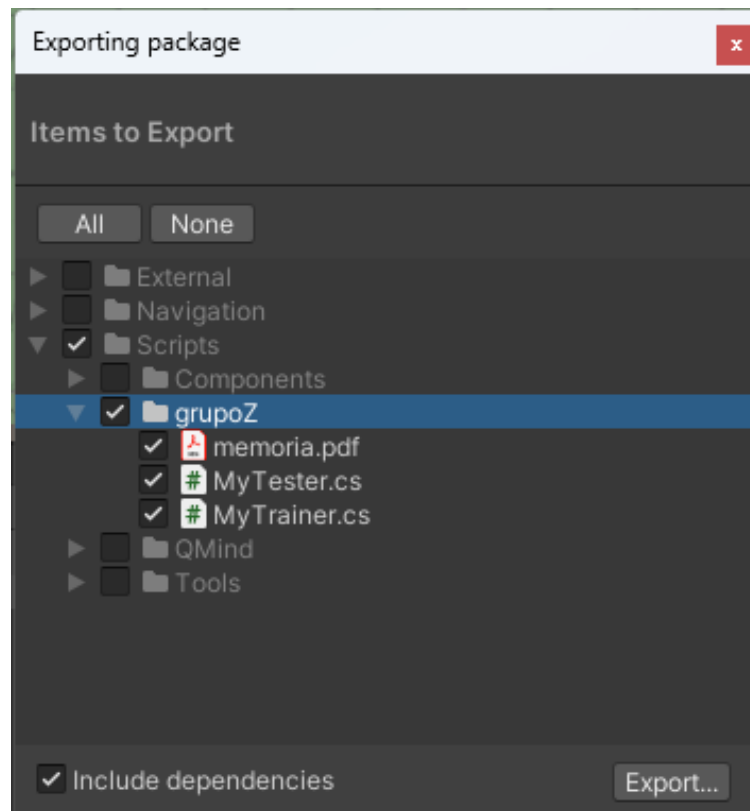 Exporting package
x
Items to Export
All None
External
Navigation
Scripts
Components
grupoZ
memoria.pdf
# MyTester.cs
# MyTrainer.cs
QMind
Tools
Include dependencies Export...